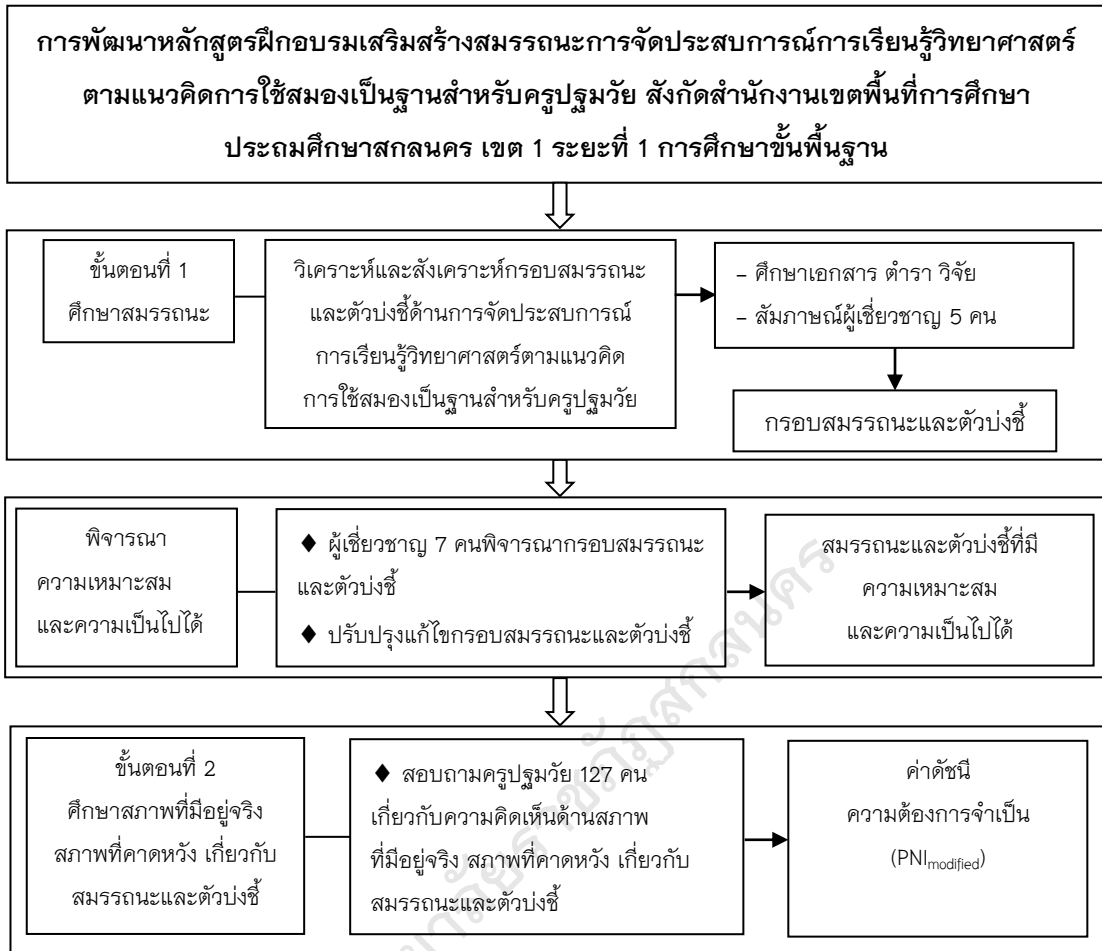 การพัฒนาหลักสูตรฝึกอบรมเสริมสร้างสมรรถนะการจัดประสบการณ์การเรียนรู้วิทยาศาสตร์
ตามแนวคิดการใช้สมองเป็นฐานสำหรับครูปฐมวัย สังกัดสำนักงานเขตพื้นที่การศึกษา
ประถมศึกษาสกลนคร เขต 1 ระยะที่ 1 การศึกษาขั้นพื้นฐาน
ขั้นตอนที่ 1
ศึกษาสมรรถนะ
วิเคราะห์และสังเคราะห์กรอบสมรรถนะ
และตัวบ่งชี้ด้านการจัดประสบการณ์
การเรียนรู้วิทยาศาสตร์ตามแนวคิด
การใช้สมองเป็นฐานสำหรับครูปฐมวัย
– ศึกษาเอกสาร ตำรา วิจัย
– สัมภาษณ์ผู้เชี่ยวชาญ 5 คน
กรอบสมรรถนะและตัวบ่งชี้
พิจารณา
ความเหมาะสม
และความเป็นไปได้
♦ ผู้เชี่ยวชาญ 7 คนพิจารณากรอบสมรรถนะ
และตัวบ่งชี้
♦ ปรับปรุงแก้ไขกรอบสมรรถนะและตัวบ่งชี้
สมรรถนะและตัวบ่งชี้ที่มี
ความเหมาะสม
และความเป็นไปได้
ขั้นตอนที่ 2
ศึกษาสภาพที่มีอยู่จริง
สภาพที่คาดหวัง เกี่ยวกับ
สมรรถนะและตัวบ่งชี้
♦ สอบถามครูปฐมวัย 127 คน
เกี่ยวกับความคิดเห็นด้านสภาพ
ที่มีอยู่จริง สภาพที่คาดหวัง เกี่ยวกับ
สมรรถนะและตัวบ่งชี้
ค่าดัชนี
ความต้องการจำเป็น
(PNImodified)